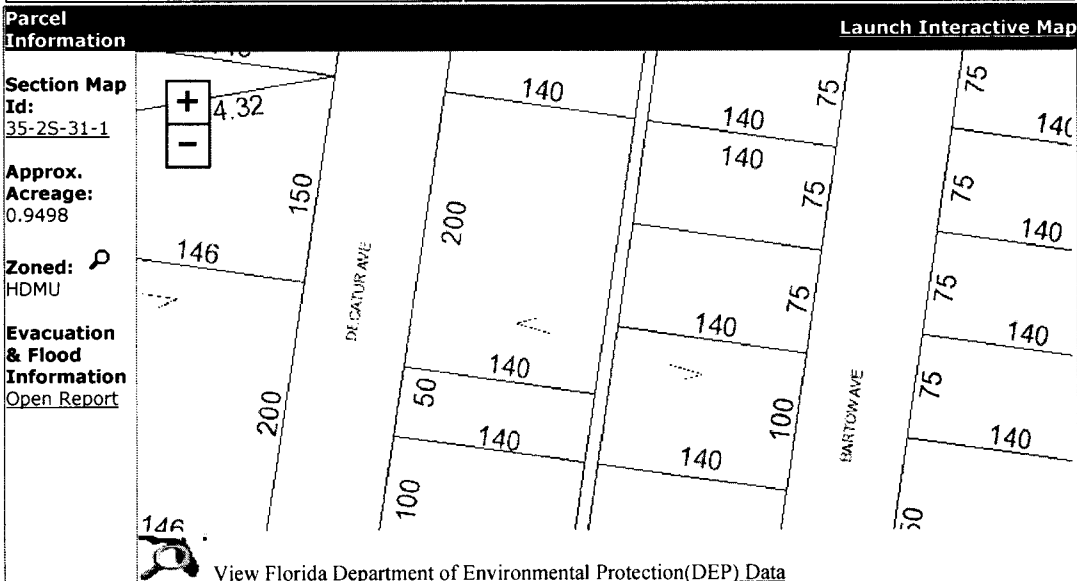 Parcel
Information
Launch Interactive Map
Section Map
Id:
35-2S-31-1
Approx.
Acreage:
0.9498
Zoned:
HDMU
Evacuation
& Flood
Information
Open Report
+
−
4.32
140
75
75
140
140
140
150
200
75
75
146
140
DECATUR AVE
75
75
140
140
140
50
75
200
100
BARTOW AVE
140
140
140
100
50
146
View Florida Department of Environmental Protection(DEP) Data